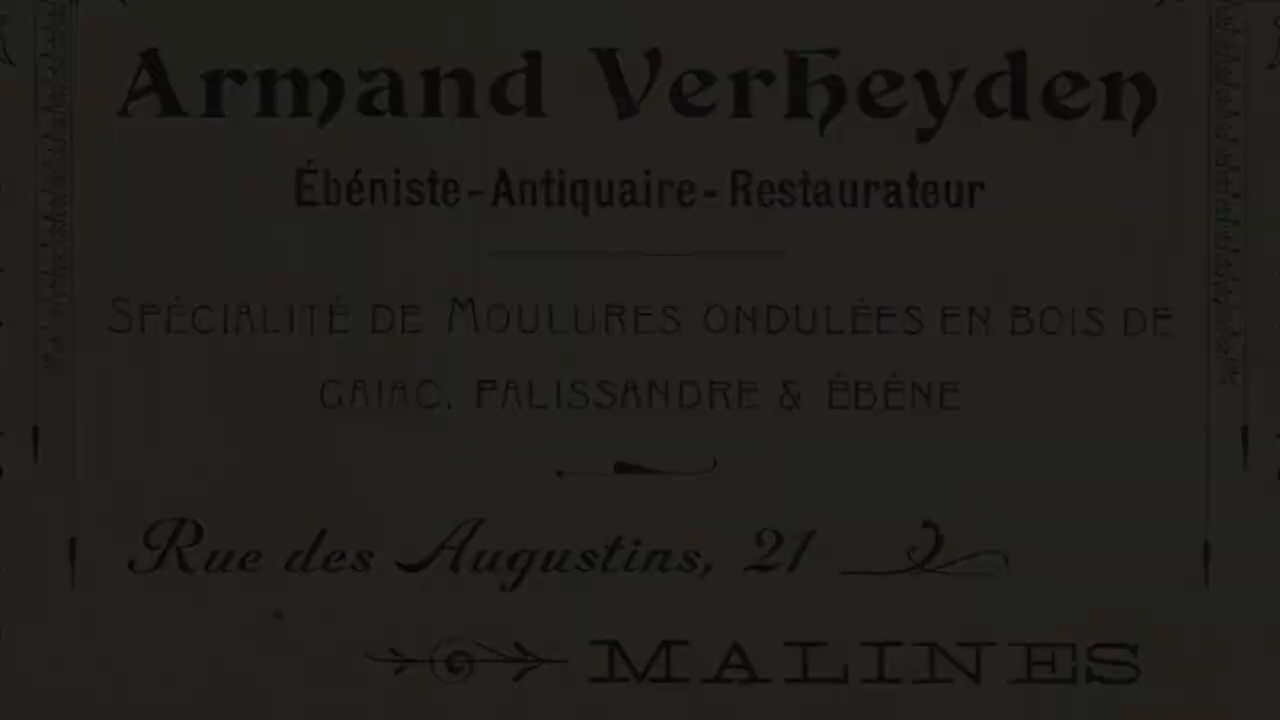 Armand Verheyden
Ébéniste-Antiquaire-Restaurateur
SPÉCIALITÉ DE MOULURES ONDULÉES EN BOIS DE
GAIAC, PALISSANDRE & ÉBÉNE
Rue des Augustins, 21
MALINES